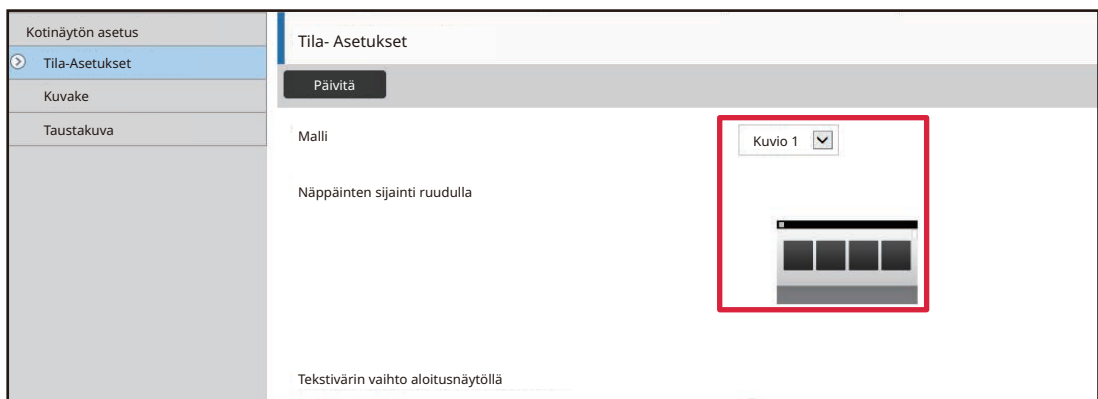 Kotinäytön asetus
Tila-Asetukset
Kuvake
Taustakuva
Tila- Asetukset
Päivitä
Malli
Kuvio 1
Näppäinten sijainti ruudulla
Tekstivärin vaihto aloitusnäytöllä